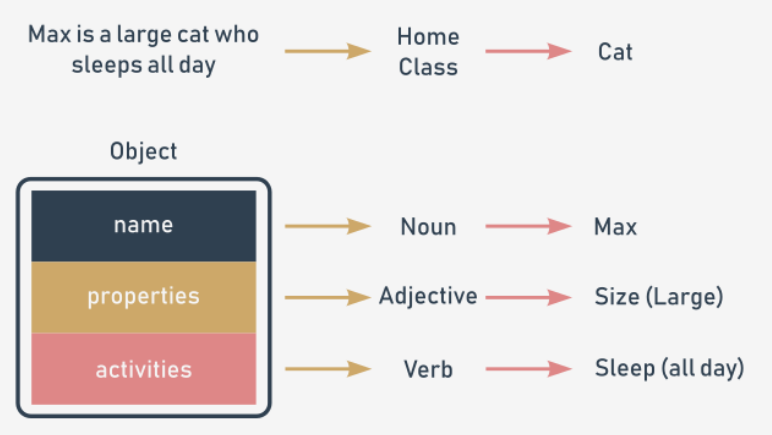 Max is a large cat who
sleeps all day
Home
Class
Cat
Object
name
Noun
Max
properties
Adjective
Size (Large)
activities
Verb
Sleep (all day)